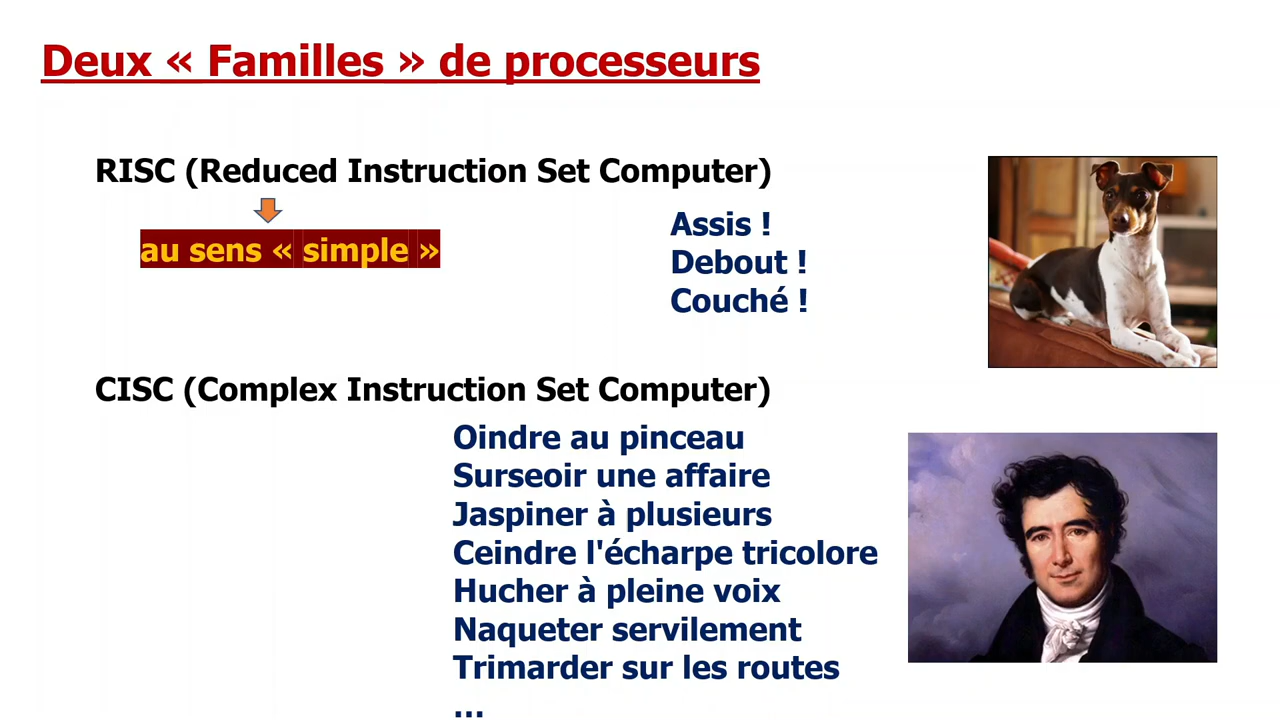 Deux « Familles » de processeurs
RISC (Reduced Instruction Set Computer)
au sens « simple »
Assis !
Debout !
Couché !
CISC (Complex Instruction Set Computer)
Oindre au pinceau
Surseoir une affaire
Jaspiner à plusieurs
Ceindre l'écharpe tricolore
Hucher à pleine voix
Naqueter servilement
Trimarder sur les routes
...